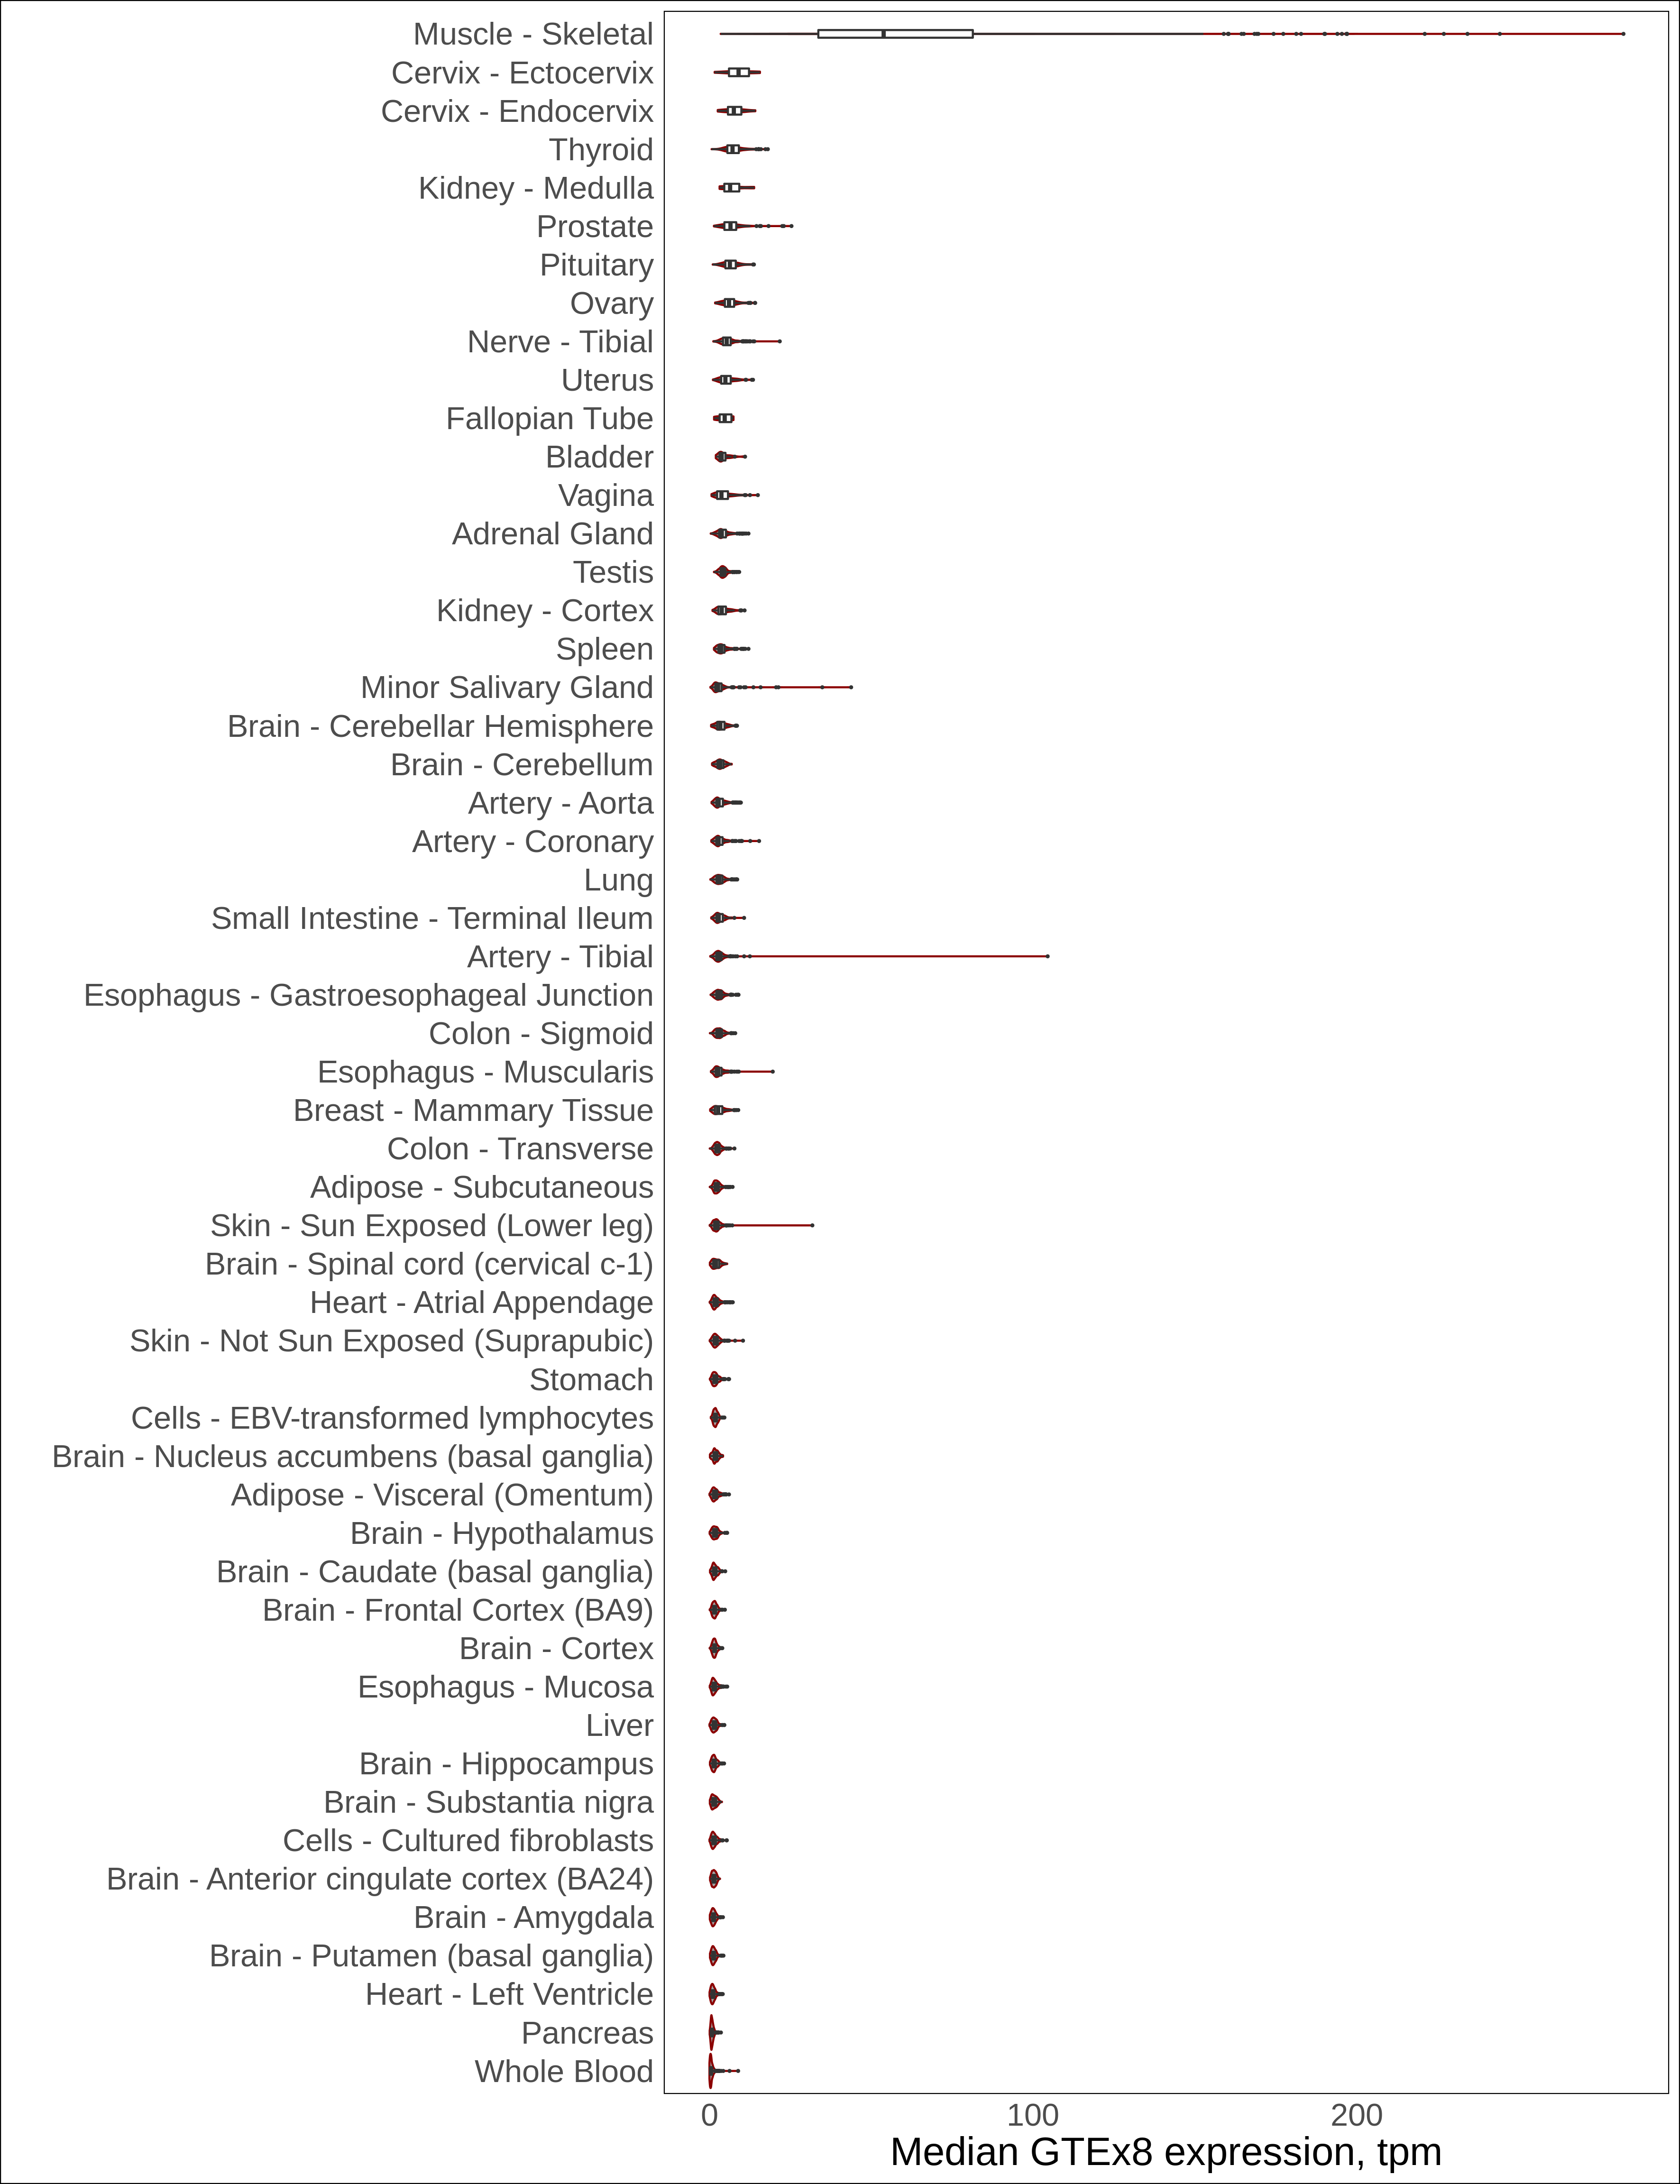 Muscle - Skeletal
Cervix - Ectocervix
Cervix - Endocervix
Thyroid
Kidney - Medulla
Prostate
Pituitary
Ovary
Nerve - Tibial
Uterus
Fallopian Tube
Bladder
Vagina
Adrenal Gland
Testis
Kidney - Cortex
Spleen
Minor Salivary Gland
Brain - Cerebellar Hemisphere
Brain - Cerebellum
Artery - Aorta
Artery - Coronary
Lung
Small Intestine - Terminal Ileum
Artery - Tibial
Esophagus - Gastroesophageal Junction
Colon - Sigmoid
Esophagus - Muscularis
Breast - Mammary Tissue
Colon - Transverse
Adipose - Subcutaneous
Skin - Sun Exposed (Lower leg)
Brain - Spinal cord (cervical c-1)
Heart - Atrial Appendage
Skin - Not Sun Exposed (Suprapubic)
Stomach
Cells - EBV-transformed lymphocytes
Brain - Nucleus accumbens (basal ganglia)
Adipose - Visceral (Omentum)
Brain - Hypothalamus
Brain - Caudate (basal ganglia)
Brain - Frontal Cortex (BA9)
Brain - Cortex
Esophagus - Mucosa
Liver
Brain - Hippocampus
Brain - Substantia nigra
Cells - Cultured fibroblasts
Brain - Anterior cingulate cortex (BA24)
Brain - Amygdala
Brain - Putamen (basal ganglia)
Heart - Left Ventricle
Pancreas
Whole Blood
0 100 200
Median GTEx8 expression, tpm